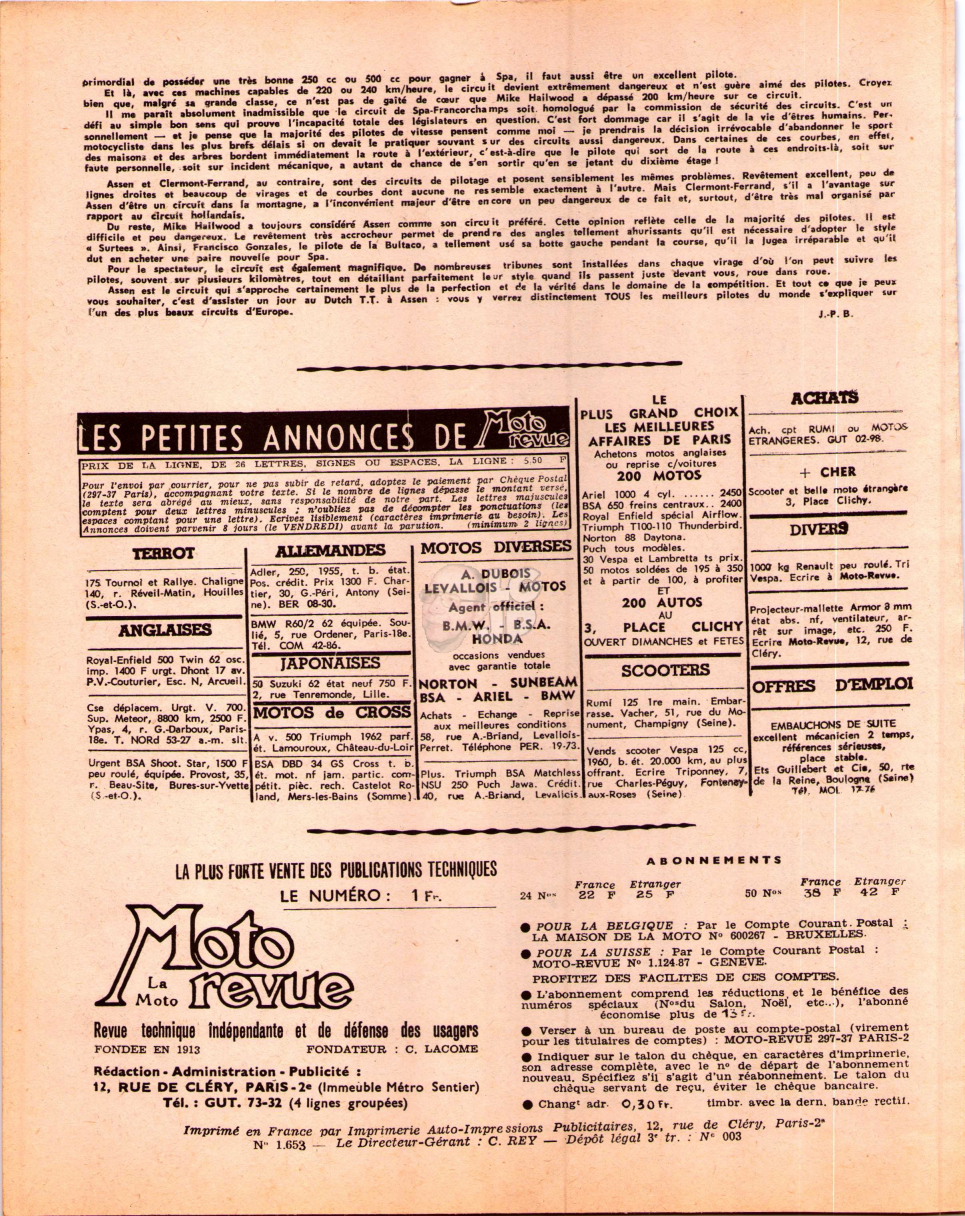 primordial de posséder une très bonne 250 cc ou 500 cc pour gagner à Spa, il faut aussi être un excellent pilote.
Et là, avec ces machines capables de 220 ou 240 km/heure, le circuit devient extrêmement dangereux et n'est guère aimé des pilotes. Croyez
bien que, malgré sa grande classe, ce n'est pas de gaîté de cœur que Mike Hailwood a dépassé 200 km/heure sur ce circuit.
Il me paraît absolument inadmissible que le circuit de Spa-Francorchamps soit homologué par la commission de sécurité des circuits. C'est un
défi au simple bon sens qui prouve l'incapacité totale des législateurs en question. C'est fort dommage car il s'agit de la vie d'êtres humains. Per-
sonnellement — et je pense que la majorité des pilotes de vitesse pensent comme moi — je prendrais la décision irrévocable d'abandonner le sport
motocycliste dans les plus brefs délais si on devait le pratiquer souvant sur des circuits aussi dangereux. Dans certaines de ces courbes, en effet,
des maisons et des arbres bordent immédiatement la route à l'extérieur, c'est-à-dire que le pilote qui sort de la route à ces endroits-là, soit sur
faute personnelle, soit sur incident mécanique, a autant de chance de s'en sortir qu'en se jetant du dixième étage !
Assen et Clermont-Ferrand, au contraire, sont des circuits de pilotage et posent sensiblement les mêmes problèmes. Revêtement excellent, peu de
lignes droites et beaucoup de virages et de courbes dont aucune ne ressemble exactement à l'autre. Mais Clermont-Ferrand, s'il a l'avantage sur
Assen d'être un circuit dans la montagne, a l'inconvénient majeur d'être encore un peu dangereux de ce fait et, surtout, d'être très mal organisé par
rapport au circuit hollandais.
Du reste, Mike Hailwood a toujours considéré Assen comme son circuit préféré. Cette opinion reflète celle de la majorité des pilotes. Il est
difficile et peu dangereux. Le revêtement très accrocheur permet de prendre des angles tellement ahurissants qu'il est nécessaire d'adopter le style
« Surtees ». Ainsi, Francisco Gonzales, le pilote de la Bultaco, a tellement usé sa botte gauche pendant la course, qu'il la jugea irréparable et qu'il
dut en acheter une paire nouvelle pour Spa.
Pour le spectateur, le circuit est également magnifique. De nombreuses tribunes sont installées dans chaque virage d'où l'on peut suivre les
pilotes, souvent sur plusieurs kilomètres, tout en détaillant parfaitement leur style quand ils passent juste devant vous, roue dans roue.
Assen est le circuit qui s'approche certainement le plus de la perfection et de la vérité dans le domaine de la compétition. Et tout ce que je peux
vous souhaiter, c'est d'assister un jour au Dutch T.T. à Assen : vous y verrez distinctement TOUS les meilleurs pilotes du monde s'expliquer sur
l'un des plus beaux circuits d'Europe.
J.-P. B.
LES PETITES ANNONCES DE Moto revue
PRIX DE LA LIGNE, DE 26 LETTRES, SIGNES OU ESPACES, LA LIGNE : 5.50 F
Pour l'envoi par courrier, pour ne pas subir de retard, adoptez le paiement par Chèque Postal
(297-37 Paris), accompagnant votre texte. Si le nombre de lignes dépasse le montant versé,
le texte sera abrégé au mieux, sans responsabilité de notre part. Les lettres majuscules
comptent pour deux lettres minuscules ; n'oubliez pas de décompter les ponctuations (les
espaces comptant pour une lettre). Ecrivez lisiblement (caractères imprimerie au besoin). Les
Annonces doivent parvenir 8 jours (le VENDREDI) avant la parution. (minimum 2 lignes)
TERROT
175 Tournoi et Rallye. Chaligne
140, r. Réveil-Matin, Houilles
(S.-et-O.).
ANGLAISES
Royal-Enfield 500 Twin 62 osc.
imp. 1400 F urgt. Dhont 17 av.
P.V.-Couturier, Esc. N, Arcueil.
Cse déplacem. Urgt. V. 700.
Sup. Meteor, 8800 km, 2500 F.
Ypas, 4, r. G.-Darboux, Paris-
18e. T. NORd 53-27 a.-m. slt.
Urgent BSA Shoot. Star, 1500 F
peu roulé, équipée. Provost, 35,
r. Beau-Site, Bures-sur-Yvette
(S.-et-O.).
ALLEMANDES
Adler, 250, 1955, t. b. état.
Pos. crédit. Prix 1300 F. Char-
tier, 30, G.-Péri, Antony (Sei-
ne). BER 08-30.
BMW R60/2 62 équipée. Sou-
lié, 5, rue Ordener, Paris-18e.
Tél. COM 42-86.
JAPONAISES
50 Suzuki 62 état neuf 750 F.
2, rue Tenremonde, Lille.
MOTOS de CROSS
A v. 500 Triumph 1962 parf.
ét. Lamouroux, Château-du-Loir
BSA DBD 34 GS Cross t. b.
ét. mot. nf jam. partic. com-
pétit. pièc. rech. Castelot Ro-
land, Mers-les-Bains (Somme)
MOTOS DIVERSES
A. DUBOIS
LEVALLOIS - MOTOS
Agent officiel :
B.M.W. - B.S.A.
HONDA
occasions vendues
avec garantie totale
NORTON - SUNBEAM
BSA - ARIEL - BMW
Achats - Echange - Reprise
aux meilleures conditions
58, rue A.-Briand, Levallois-
Perret. Téléphone PER. 19-73.
Plus. Triumph BSA Matchless
NSU 250 Puch Jawa. Crédit.
40, rue A.-Briand, Levallois.
LE
PLUS GRAND CHOIX
LES MEILLEURES
AFFAIRES DE PARIS
Achetons motos anglaises
ou reprise c/voitures
200 MOTOS
Ariel 1000 4 cyl. ...... 2450
BSA 650 freins centraux.. 2400
Royal Enfield spécial Airflow.
Triumph T100-110 Thunderbird.
Norton 88 Daytona.
Puch tous modèles.
30 Vespa et Lambretta ts prix.
50 motos soldées de 195 à 350
et à partir de 100, à profiter
ET
200 AUTOS
AU
3, PLACE CLICHY
OUVERT DIMANCHES et FETES
SCOOTERS
Rumi 125 1re main. Embar-
rasse. Vacher, 51, rue du Mo-
nument, Champigny (Seine).
Vends scooter Vespa 125 cc,
1960, b. ét. 20.000 km, au plus
offrant. Ecrire Triponney, 7,
rue Charles-Péguy, Fontenay-
aux-Roses (Seine)
ACHATS
Ach. cpt RUMI ou MOTOS
ETRANGERES. GUT 02-98.
+ CHER
Scooter et belle moto étrangère
3, Place Clichy.
DIVERS
1000 kg Renault peu roulé. Tri
Vespa. Ecrire à Moto-Revue.
Projecteur-mallette Armor 8 mm
état abs. nf, ventilateur, ar-
rêt sur image, etc. 250 F.
Ecrire Moto-Revue, 12, rue de
Cléry.
OFFRES D'EMPLOI
EMBAUCHONS DE SUITE
excellent mécanicien 2 temps,
références sérieuses,
place stable.
Ets Guillebert et Cie, 50, rte
de la Reine, Boulogne (Seine)
Tél. MOL 17-76
LA PLUS FORTE VENTE DES PUBLICATIONS TECHNIQUES
LE NUMÉRO : 1 Fr.
Moto
La Moto revue
Revue technique indépendante et de défense des usagers
FONDEE EN 1913 FONDATEUR : C. LACOME
Rédaction - Administration - Publicité :
12, RUE DE CLÉRY, PARIS-2e (Immeuble Métro Sentier)
Tél. : GUT. 73-32 (4 lignes groupées)
ABONNEMENTS
France Etranger France Etranger
24 Nos 22 F 25 F 50 Nos 38 F 42 F
● POUR LA BELGIQUE : Par le Compte Courant Postal :
LA MAISON DE LA MOTO N° 600267 - BRUXELLES.
● POUR LA SUISSE : Par le Compte Courant Postal :
MOTO-REVUE N° 1.124.87 - GENEVE.
PROFITEZ DES FACILITES DE CES COMPTES.
● L'abonnement comprend les réductions et le bénéfice des
numéros spéciaux (Nos du Salon, Noël, etc...), l'abonné
économise plus de 13 Fr.
● Verser à un bureau de poste au compte-postal (virement
pour les titulaires de comptes) : MOTO-REVUE 297-37 PARIS-2
● Indiquer sur le talon du chèque, en caractères d'imprimerie,
son adresse complète, avec le n° de départ de l'abonnement
nouveau. Spécifiez s'il s'agit d'un réabonnement. Le talon du
chèque servant de reçu, éviter le chèque bancaire.
● Changt adr. 0,30 Fr. timbr. avec la dern. bande rectif.
Imprimé en France par Imprimerie Auto-Impressions Publicitaires, 12, rue de Cléry, Paris-2e
N° 1.653 — Le Directeur-Gérant : C. REY — Dépôt légal 3e tr. : N° 003